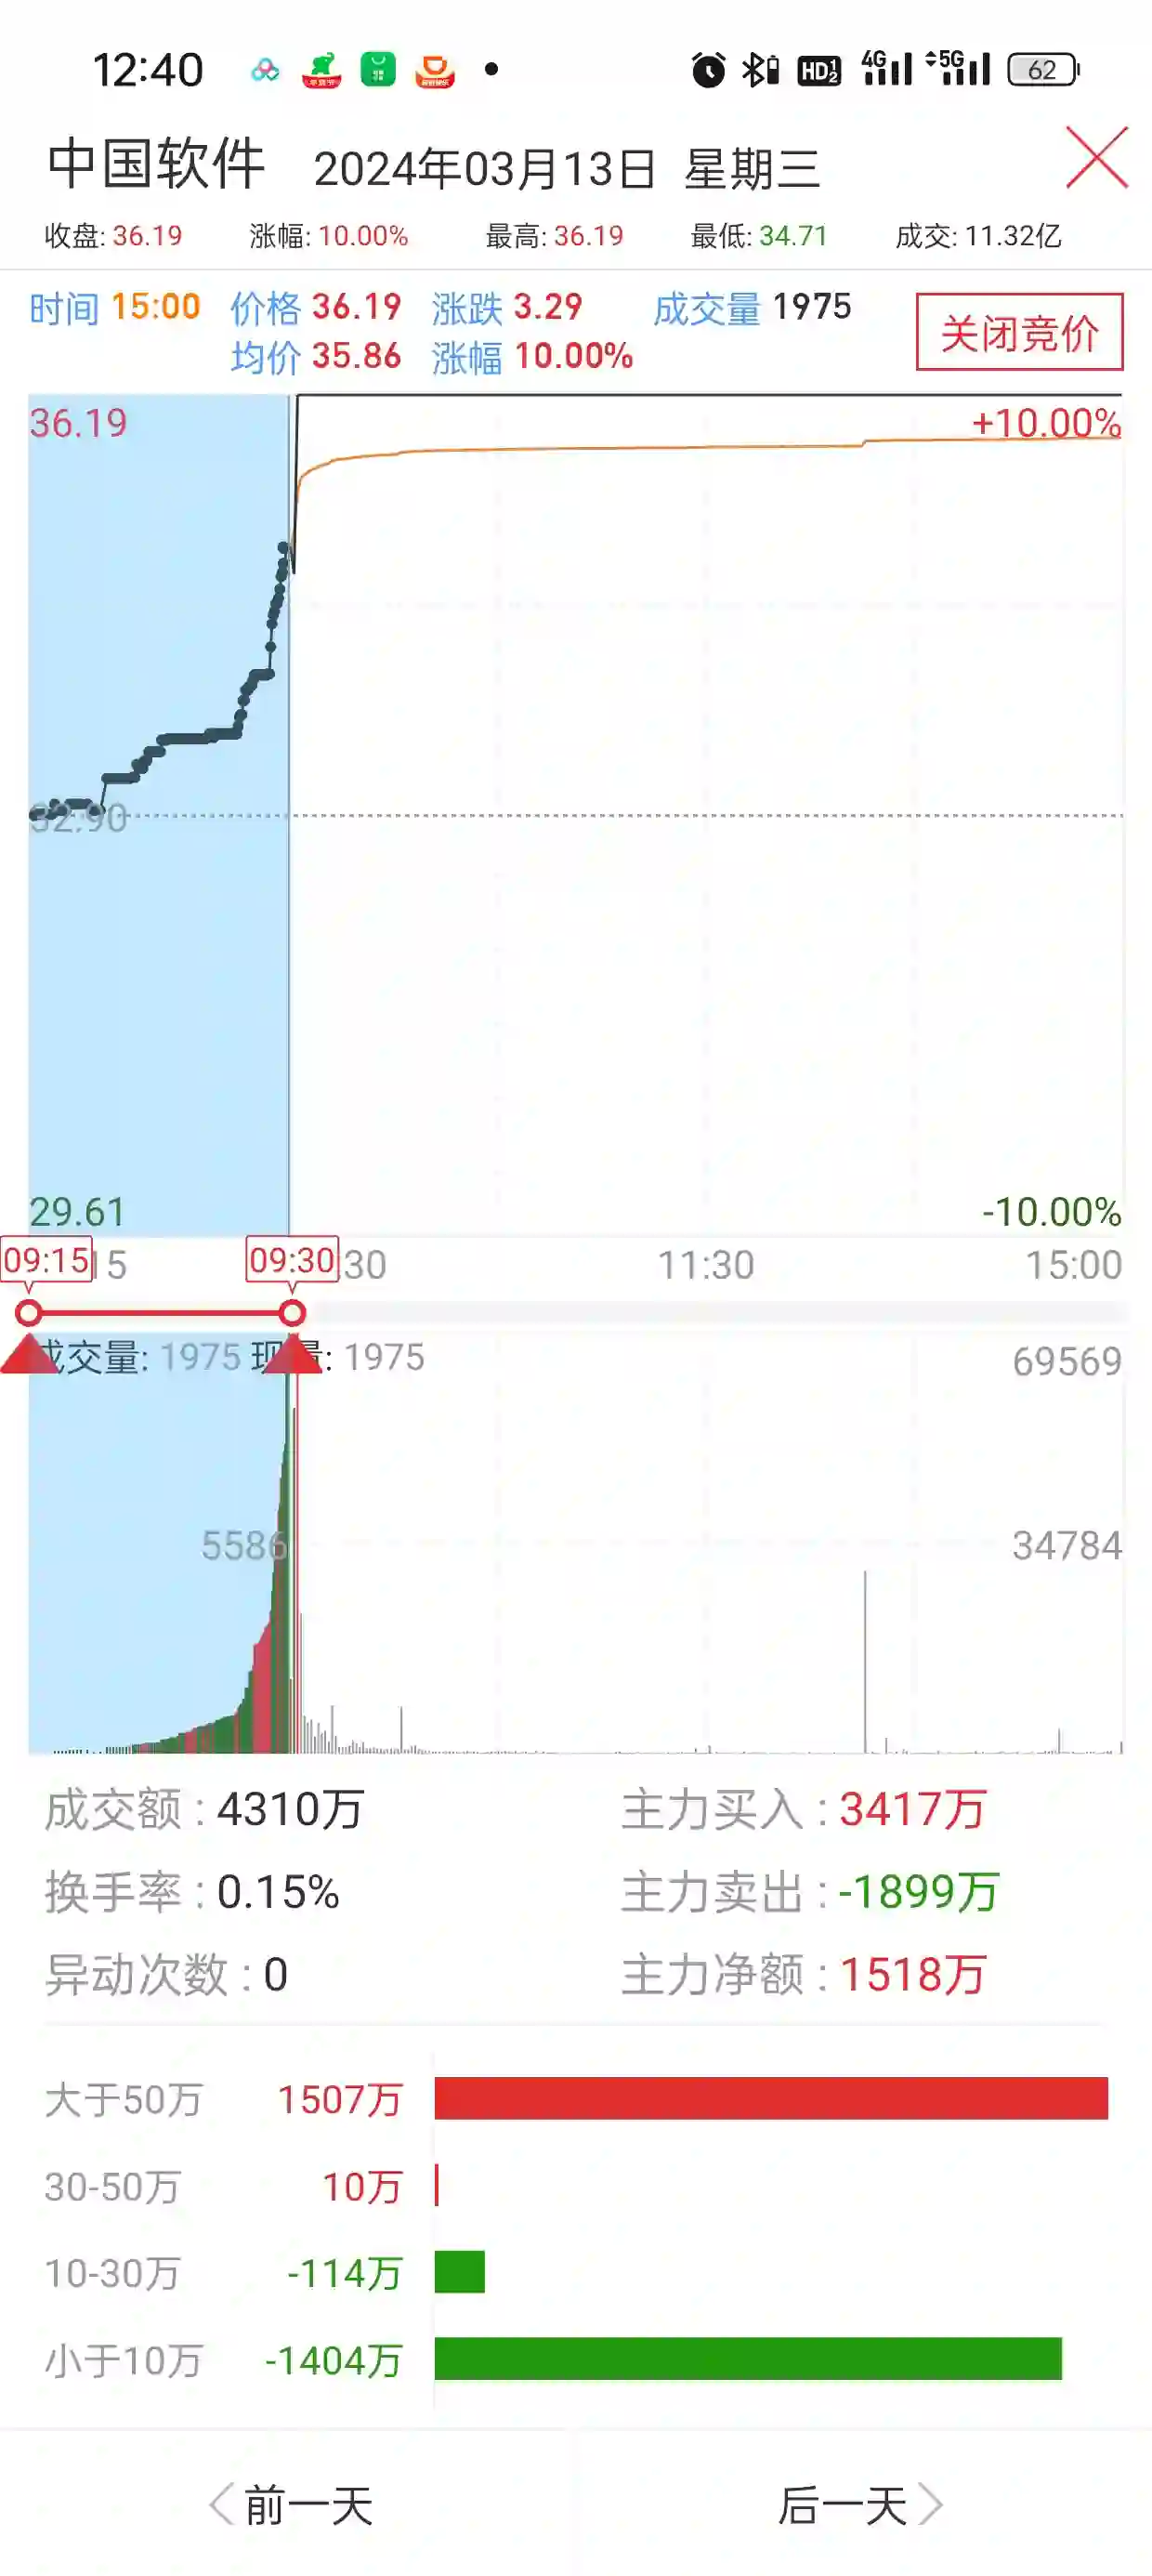 12:40 HD 1 2 4G 5G 62
中国软件 2024年03月13日 星期三
收盘: 36.19 涨幅: 10.00% 最高: 36.19 最低: 34.71 成交: 11.32亿
时间 15:00 价格 36.19 涨跌 3.29 成交量 1975
均价 35.86 涨幅 10.00%
关闭竞价
36.19 +10.00%
32.90
29.61 -10.00%
09:15 5 09:30 :30 11:30 15:00
成交量: 1975 现量: 1975 69569
5586 34784
成交额 : 4310万 主力买入 : 3417万
换手率 : 0.15% 主力卖出 : -1899万
异动次数 : 0 主力净额 : 1518万
大于50万 1507万
30-50万 10万
10-30万 -114万
小于10万 -1404万
前一天 后一天